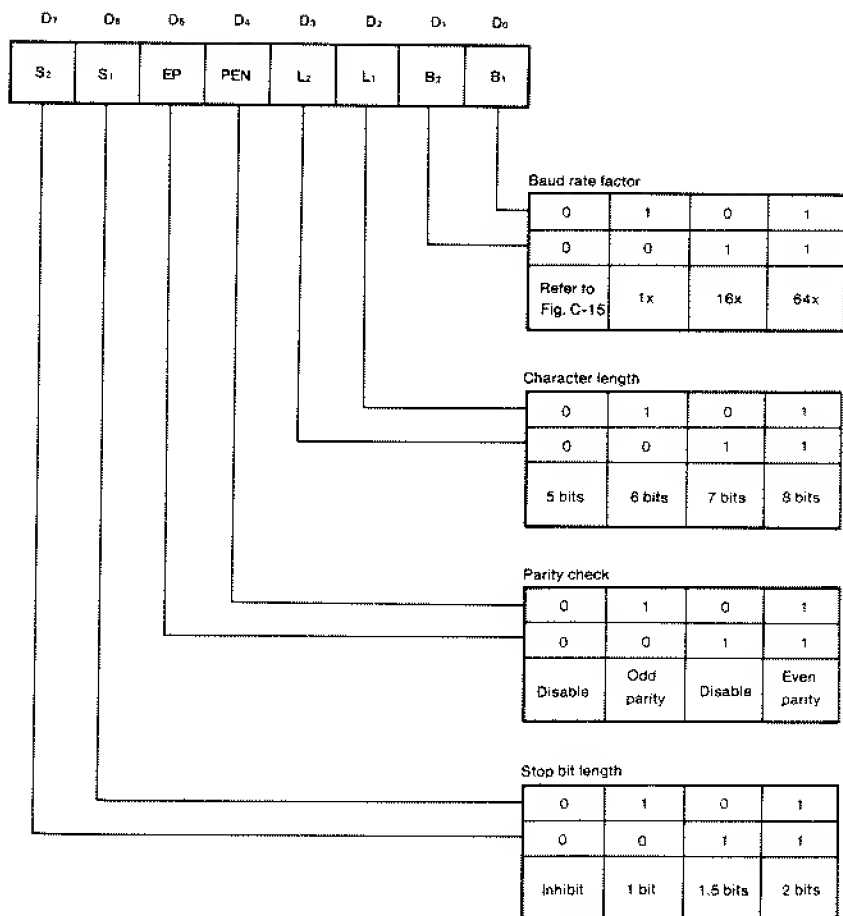 D₇ D₆ D₅ D₄ D₃ D₂ D₁ D₀
S₂ S₁ EP PEN L₂ L₁ B₂ B₁
Baud rate factor
0 1 0 1
0 0 1 1
Refer to Fig. C-15 1x 16x 64x
Character length
0 1 0 1
0 0 1 1
5 bits 6 bits 7 bits 8 bits
Parity check
0 1 0 1
0 0 1 1
Disable Odd parity Disable Even parity
Stop bit length
0 1 0 1
0 0 1 1
Inhibit 1 bit 1.5 bits 2 bits